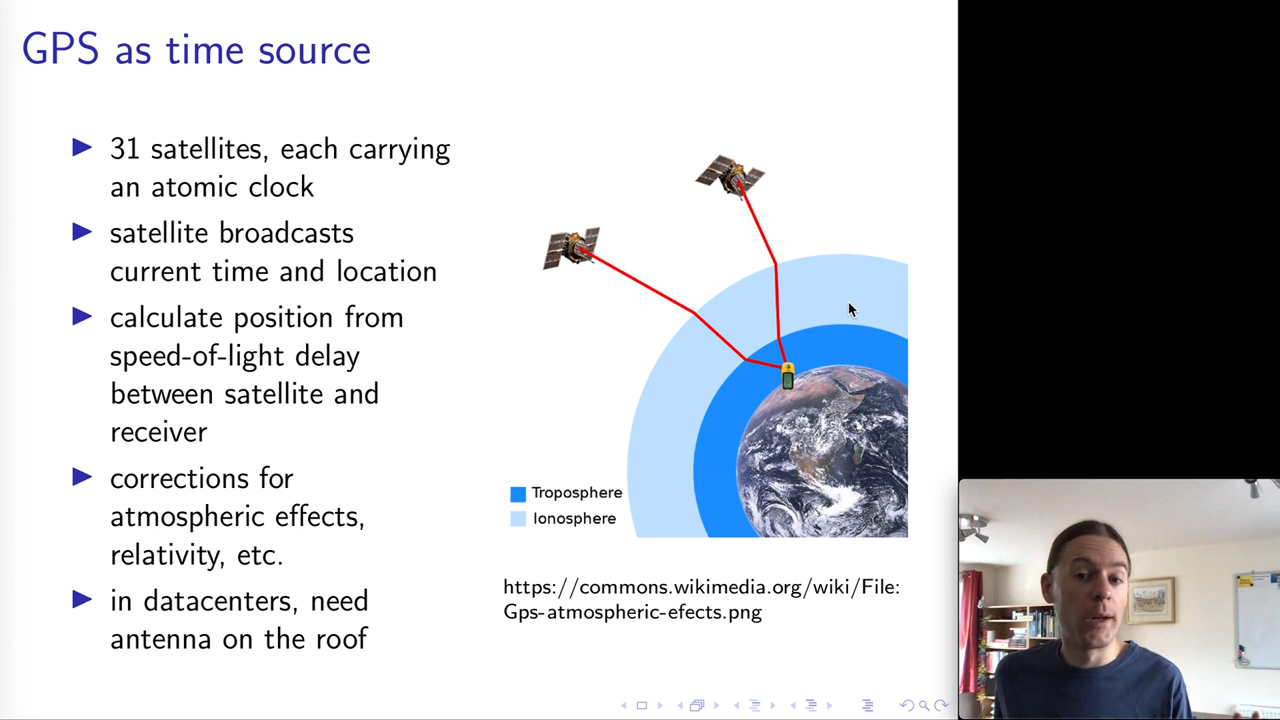 GPS as time source
31 satellites, each carrying
an atomic clock
satellite broadcasts
current time and location
calculate position from
speed-of-light delay
between satellite and
receiver
corrections for
atmospheric effects,
relativity, etc.
in datacenters, need
antenna on the roof
Troposphere
Ionosphere
https://commons.wikimedia.org/wiki/File:
Gps-atmospheric-efects.png